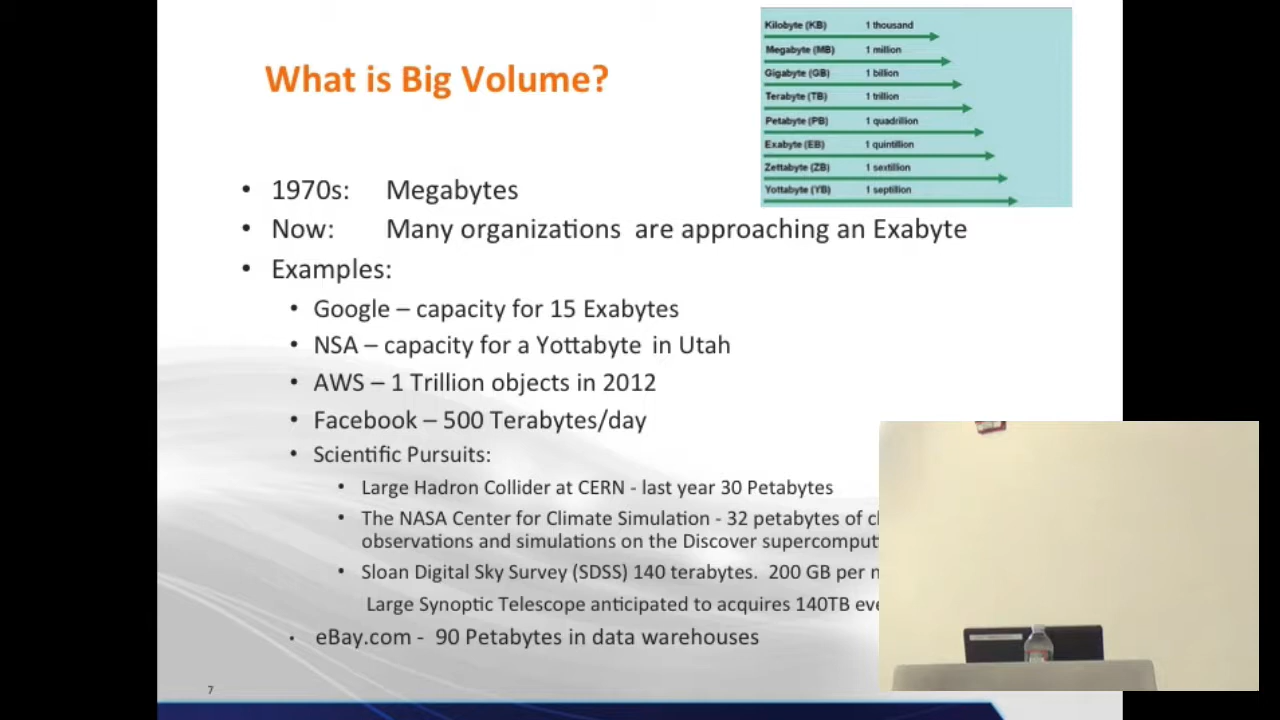 What is Big Volume?
Kilobyte (KB) 1 thousand
Megabyte (MB) 1 million
Gigabyte (GB) 1 billion
Terabyte (TB) 1 trillion
Petabyte (PB) 1 quadrillion
Exabyte (EB) 1 quintillion
Zettabyte (ZB) 1 sextillion
Yottabyte (YB) 1 septillion
• 1970s: Megabytes
• Now: Many organizations are approaching an Exabyte
• Examples:
• Google – capacity for 15 Exabytes
• NSA – capacity for a Yottabyte in Utah
• AWS – 1 Trillion objects in 2012
• Facebook – 500 Terabytes/day
• Scientific Pursuits:
• Large Hadron Collider at CERN - last year 30 Petabytes
• The NASA Center for Climate Simulation - 32 petabytes of
observations and simulations on the Discover
• Sloan Digital Sky Survey (SDSS) 140 terabytes. 200 GB per
Large Synoptic Telescope anticipated to acquires 140TB
• eBay.com - 90 Petabytes in data warehouses
7